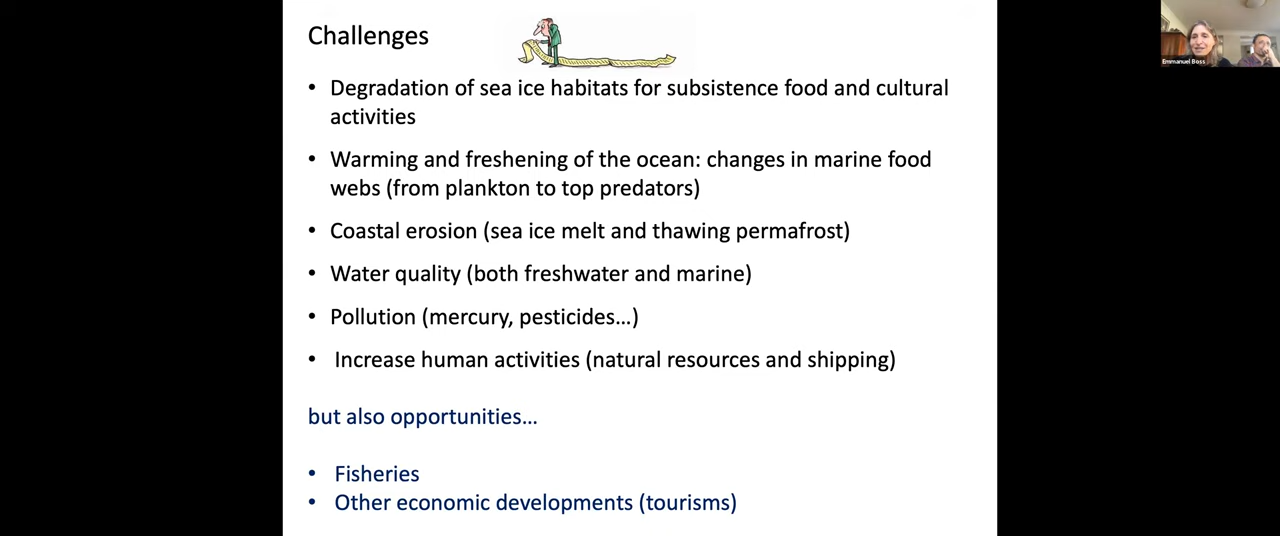 Challenges
• Degradation of sea ice habitats for subsistence food and cultural
activities
• Warming and freshening of the ocean: changes in marine food
webs (from plankton to top predators)
• Coastal erosion (sea ice melt and thawing permafrost)
• Water quality (both freshwater and marine)
• Pollution (mercury, pesticides…)
• Increase human activities (natural resources and shipping)
but also opportunities…
• Fisheries
• Other economic developments (tourisms)
Emmanuel Boss